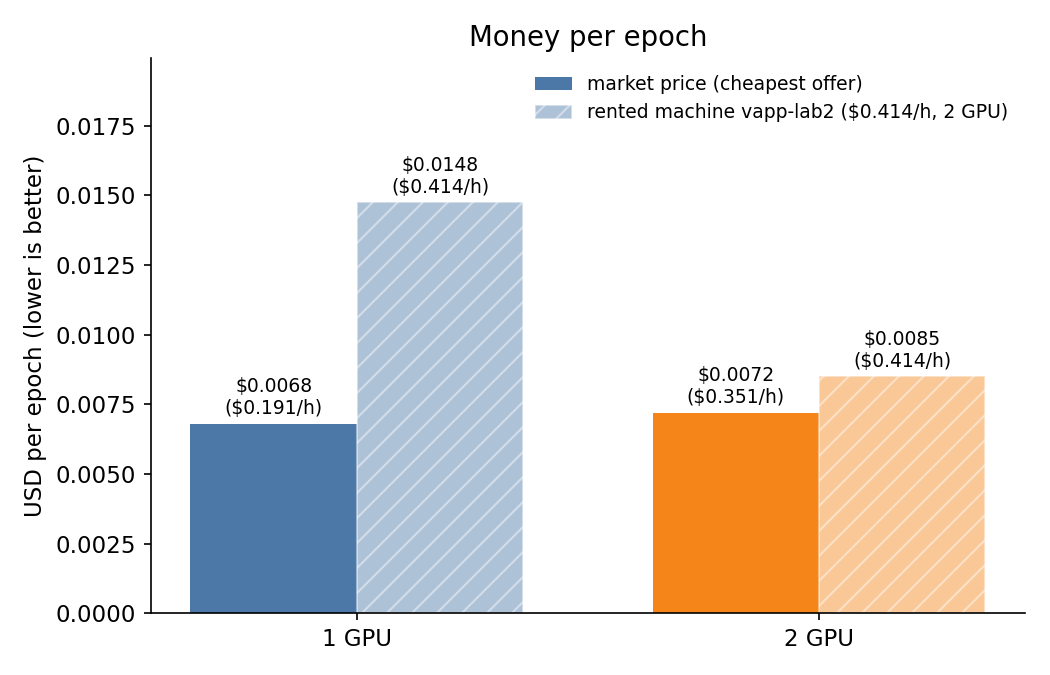 Money per epoch
market price (cheapest offer)
rented machine vapp-lab2 ($0.414/h, 2 GPU)
USD per epoch (lower is better)
0.0175
0.0150
0.0125
0.0100
0.0075
0.0050
0.0025
0.0000
$0.0068
($0.191/h)
$0.0148
($0.414/h)
$0.0072
($0.351/h)
$0.0085
($0.414/h)
1 GPU
2 GPU